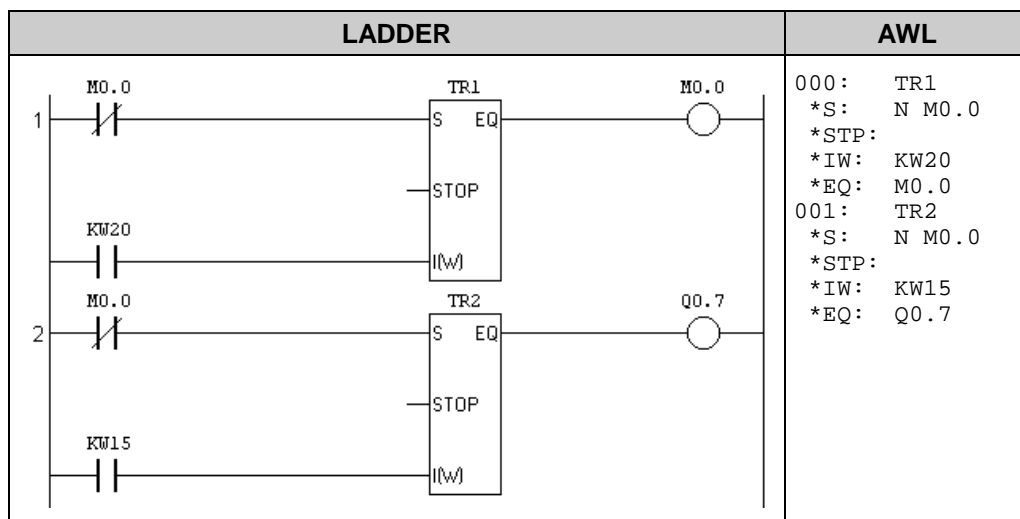 LADDER
AWL
M0.0 TR1 M0.0
1 S EQ
STOP
KW20
I(W)
M0.0 TR2 Q0.7
2 S EQ
STOP
KW15
I(W)
000: TR1
*S: N M0.0
*STP:
*IW: KW20
*EQ: M0.0
001: TR2
*S: N M0.0
*STP:
*IW: KW15
*EQ: Q0.7